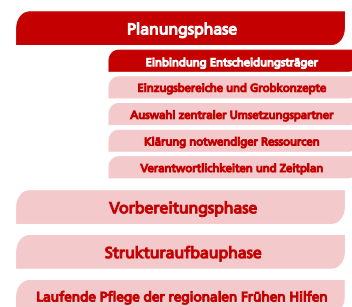 Planungsphase
Einbindung Entscheidungsträger
Einzugsbereiche und Grobkonzepte
Auswahl zentraler Umsetzungspartner
Klärung notwendiger Ressourcen
Verantwortlichkeiten und Zeitplan
Vorbereitungsphase
Strukturaufbauphase
Laufende Pflege der regionalen Frühen Hilfen